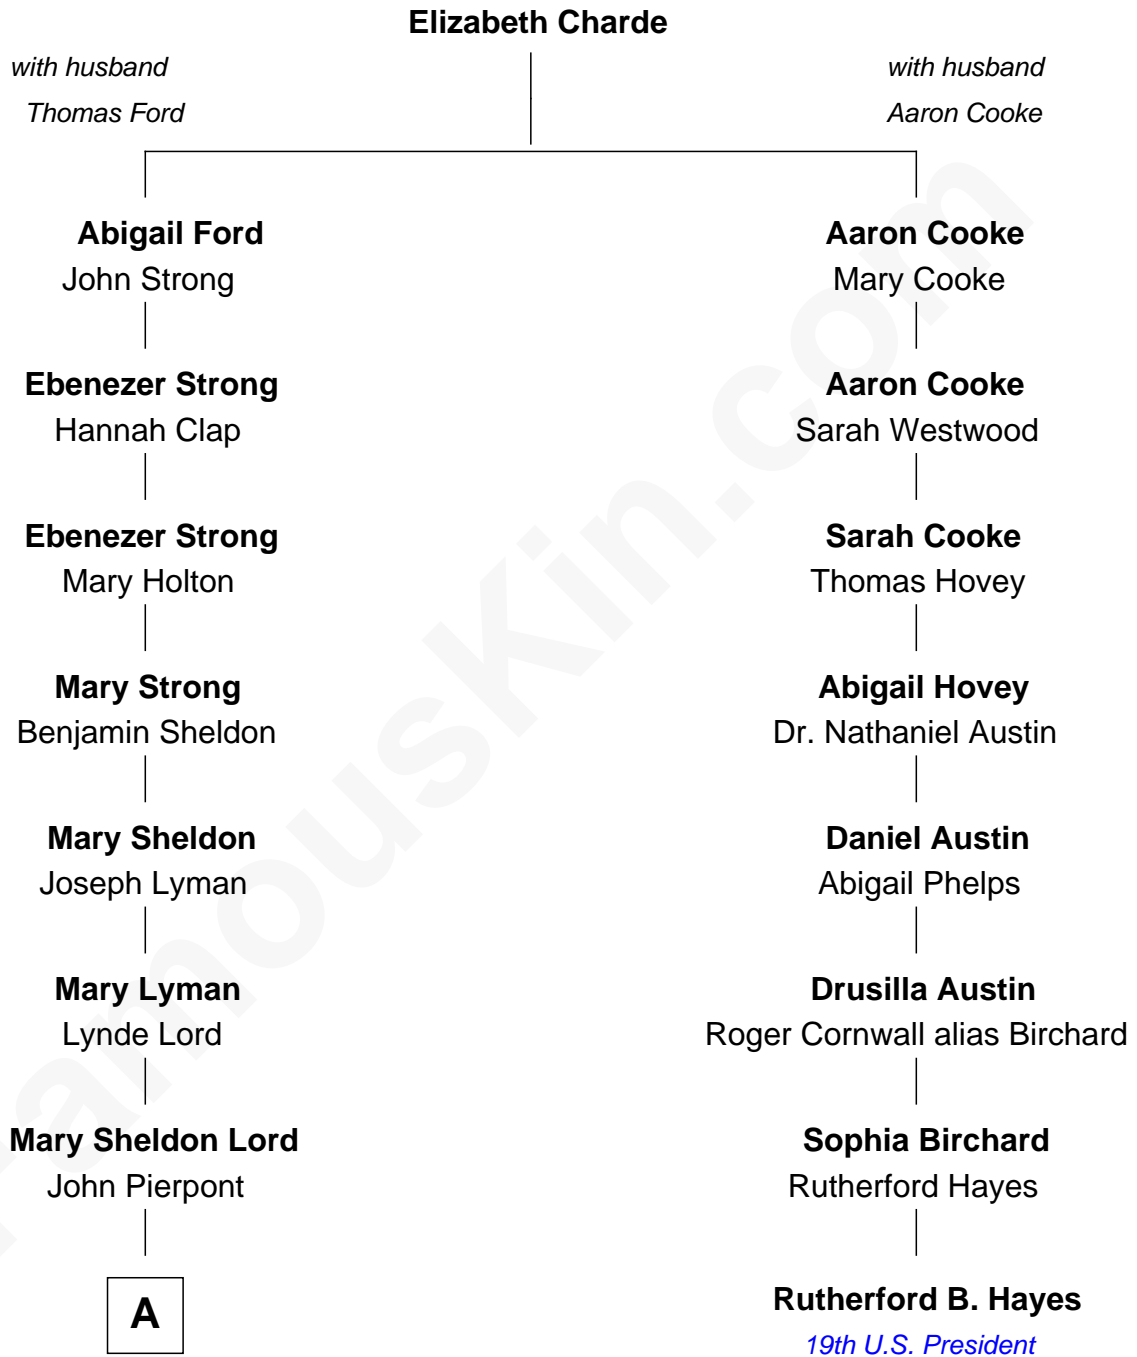 Elizabeth Charde
with husband
Thomas Ford
with husband
Aaron Cooke
Abigail Ford
John Strong
Aaron Cooke
Mary Cooke
Ebenezer Strong
Hannah Clap
Aaron Cooke
Sarah Westwood
Ebenezer Strong
Mary Holton
Sarah Cooke
Thomas Hovey
Mary Strong
Benjamin Sheldon
Abigail Hovey
Dr. Nathaniel Austin
Mary Sheldon
Joseph Lyman
Daniel Austin
Abigail Phelps
Mary Lyman
Lynde Lord
Drusilla Austin
Roger Cornwall alias Birchard
Mary Sheldon Lord
John Pierpont
Sophia Birchard
Rutherford Hayes
A
Rutherford B. Hayes
19th U.S. President
FamousKin.com